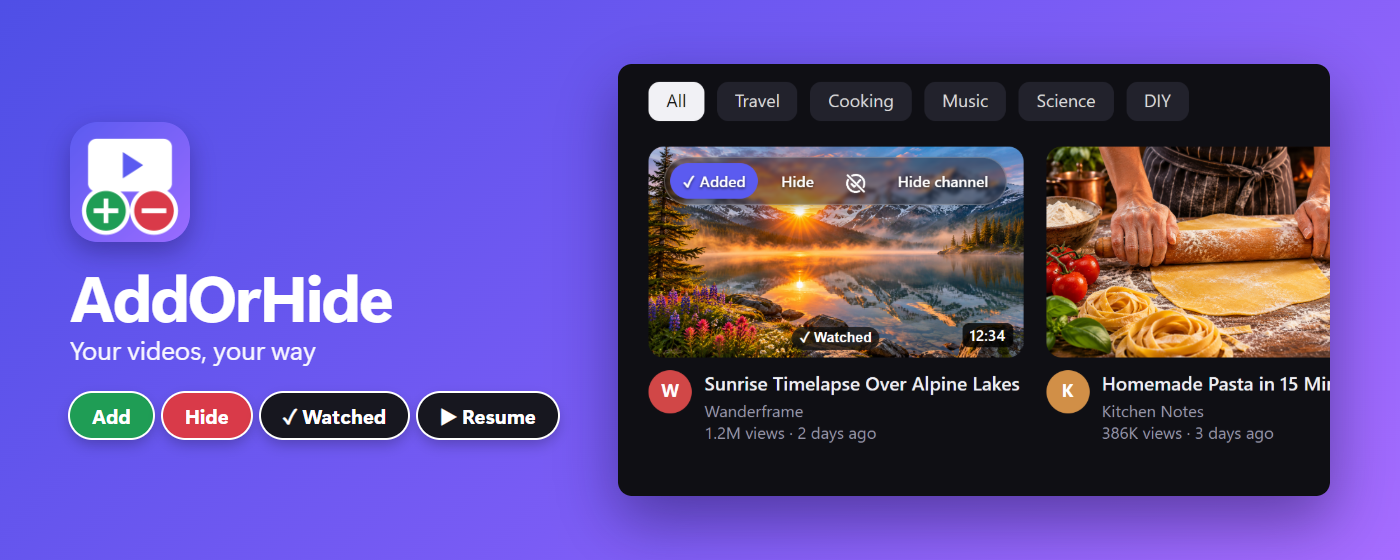 AddOrHide
Your videos, your way
Add
Hide
✓ Watched
▶ Resume
All
Travel
Cooking
Music
Science
DIY
✓ Added
Hide
Hide channel
✓ Watched
12:34
W
Sunrise Timelapse Over Alpine Lakes
Wanderframe
1.2M views · 2 days ago
K
Homemade Pasta in 15 Mi
Kitchen Notes
386K views · 3 days ago